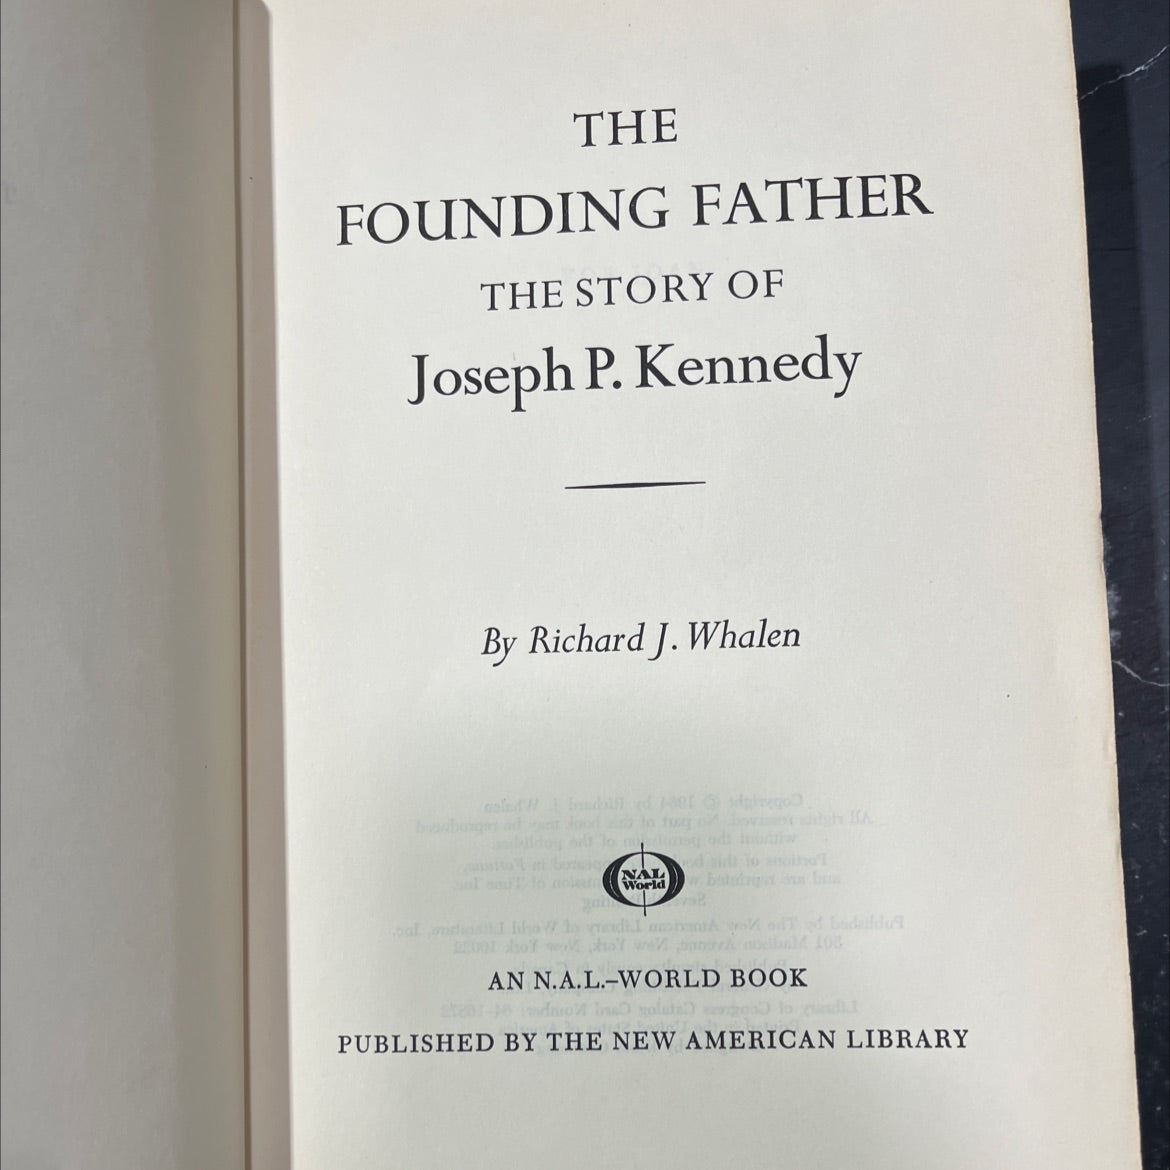 THE
FOUNDING FATHER
THE STORY OF
Joseph P. Kennedy
By Richard J. Whalen
NAL
World
AN N.A.L.–WORLD BOOK
PUBLISHED BY THE NEW AMERICAN LIBRARY